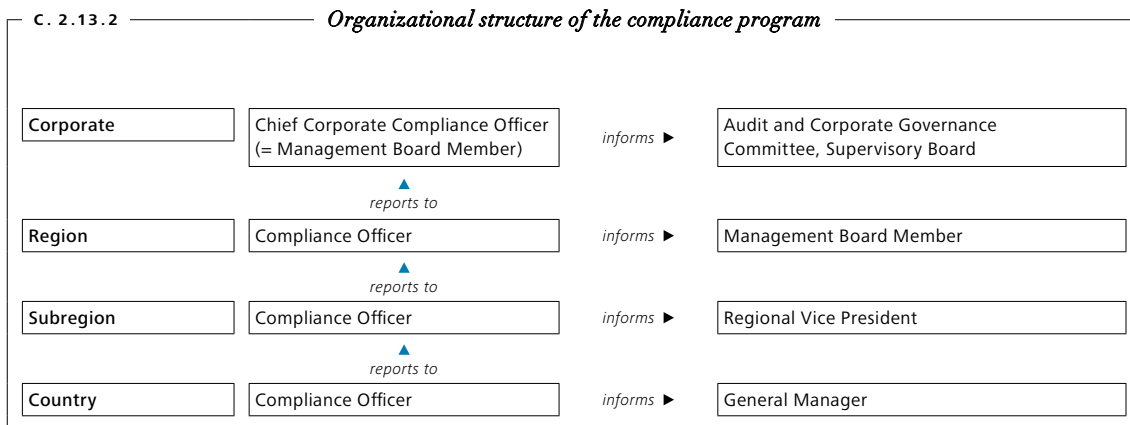 C. 2.13.2 Organizational structure of the compliance program
Corporate
Chief Corporate Compliance Officer
(= Management Board Member)
informs ►
Audit and Corporate Governance
Committee, Supervisory Board
▲
reports to
Region
Compliance Officer
informs ►
Management Board Member
▲
reports to
Subregion
Compliance Officer
informs ►
Regional Vice President
▲
reports to
Country
Compliance Officer
informs ►
General Manager